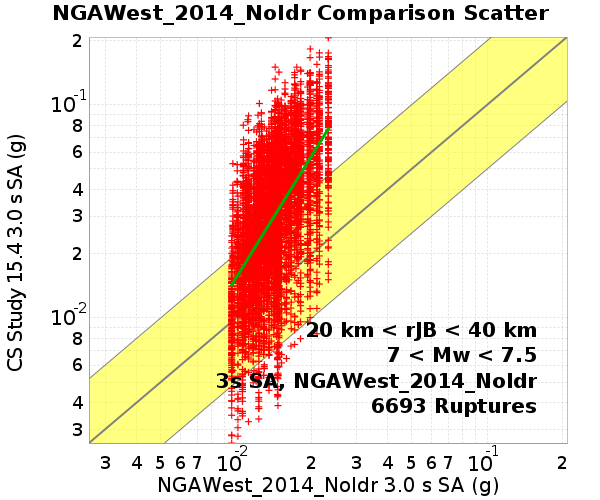 NGAWest_2014_NoIdr Comparison Scatter
CS Study 15.4 3.0 s SA (g)
2
10-1
8
6
4
3
2
10-2
8
6
4
3
20 km < rJB < 40 km
7 < Mw < 7.5
3s SA, NGAWest_2014_NoIdr
6693 Ruptures
3 4 5 6 7 10-2 2 3 4 5 6 7 10-1 2
NGAWest_2014_NoIdr 3.0 s SA (g)